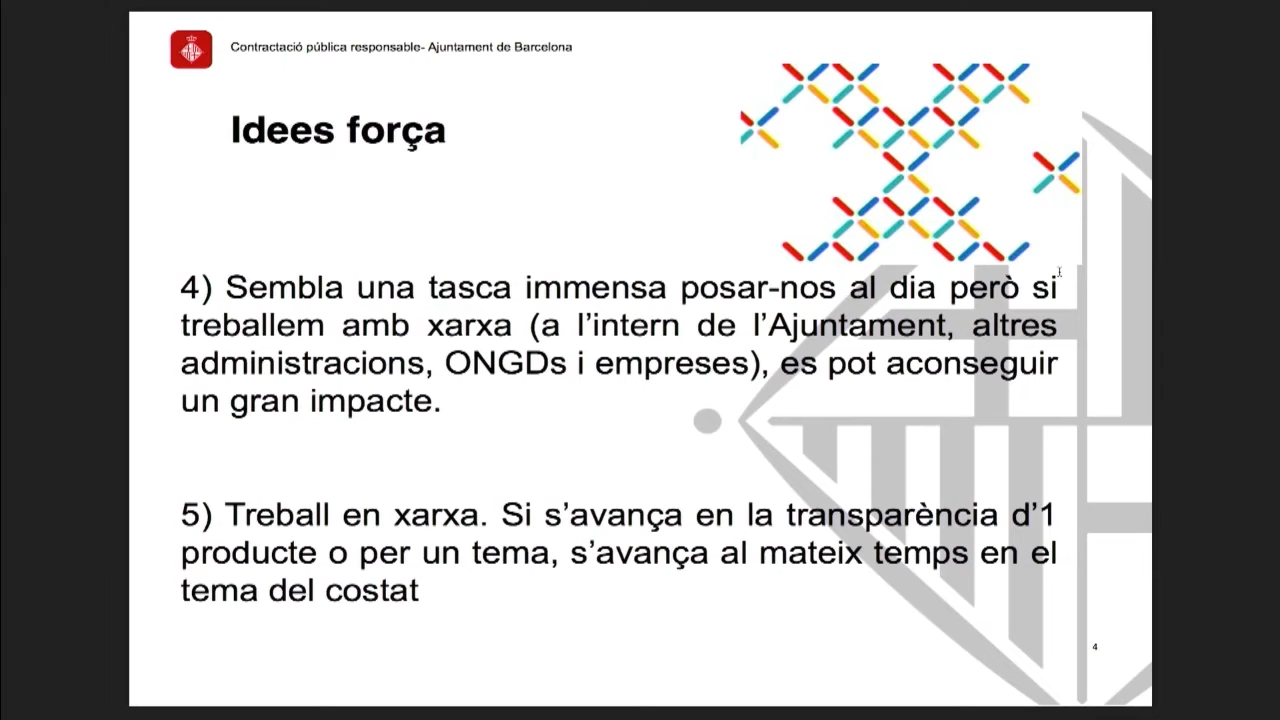 Contractació pública responsable- Ajuntament de Barcelona
Idees força
4) Sembla una tasca immensa posar-nos al dia però si
treballem amb xarxa (a l’intern de l’Ajuntament, altres
administracions, ONGDs i empreses), es pot aconseguir
un gran impacte.
5) Treball en xarxa. Si s’avança en la transparència d’1
producte o per un tema, s’avança al mateix temps en el
tema del costat
4